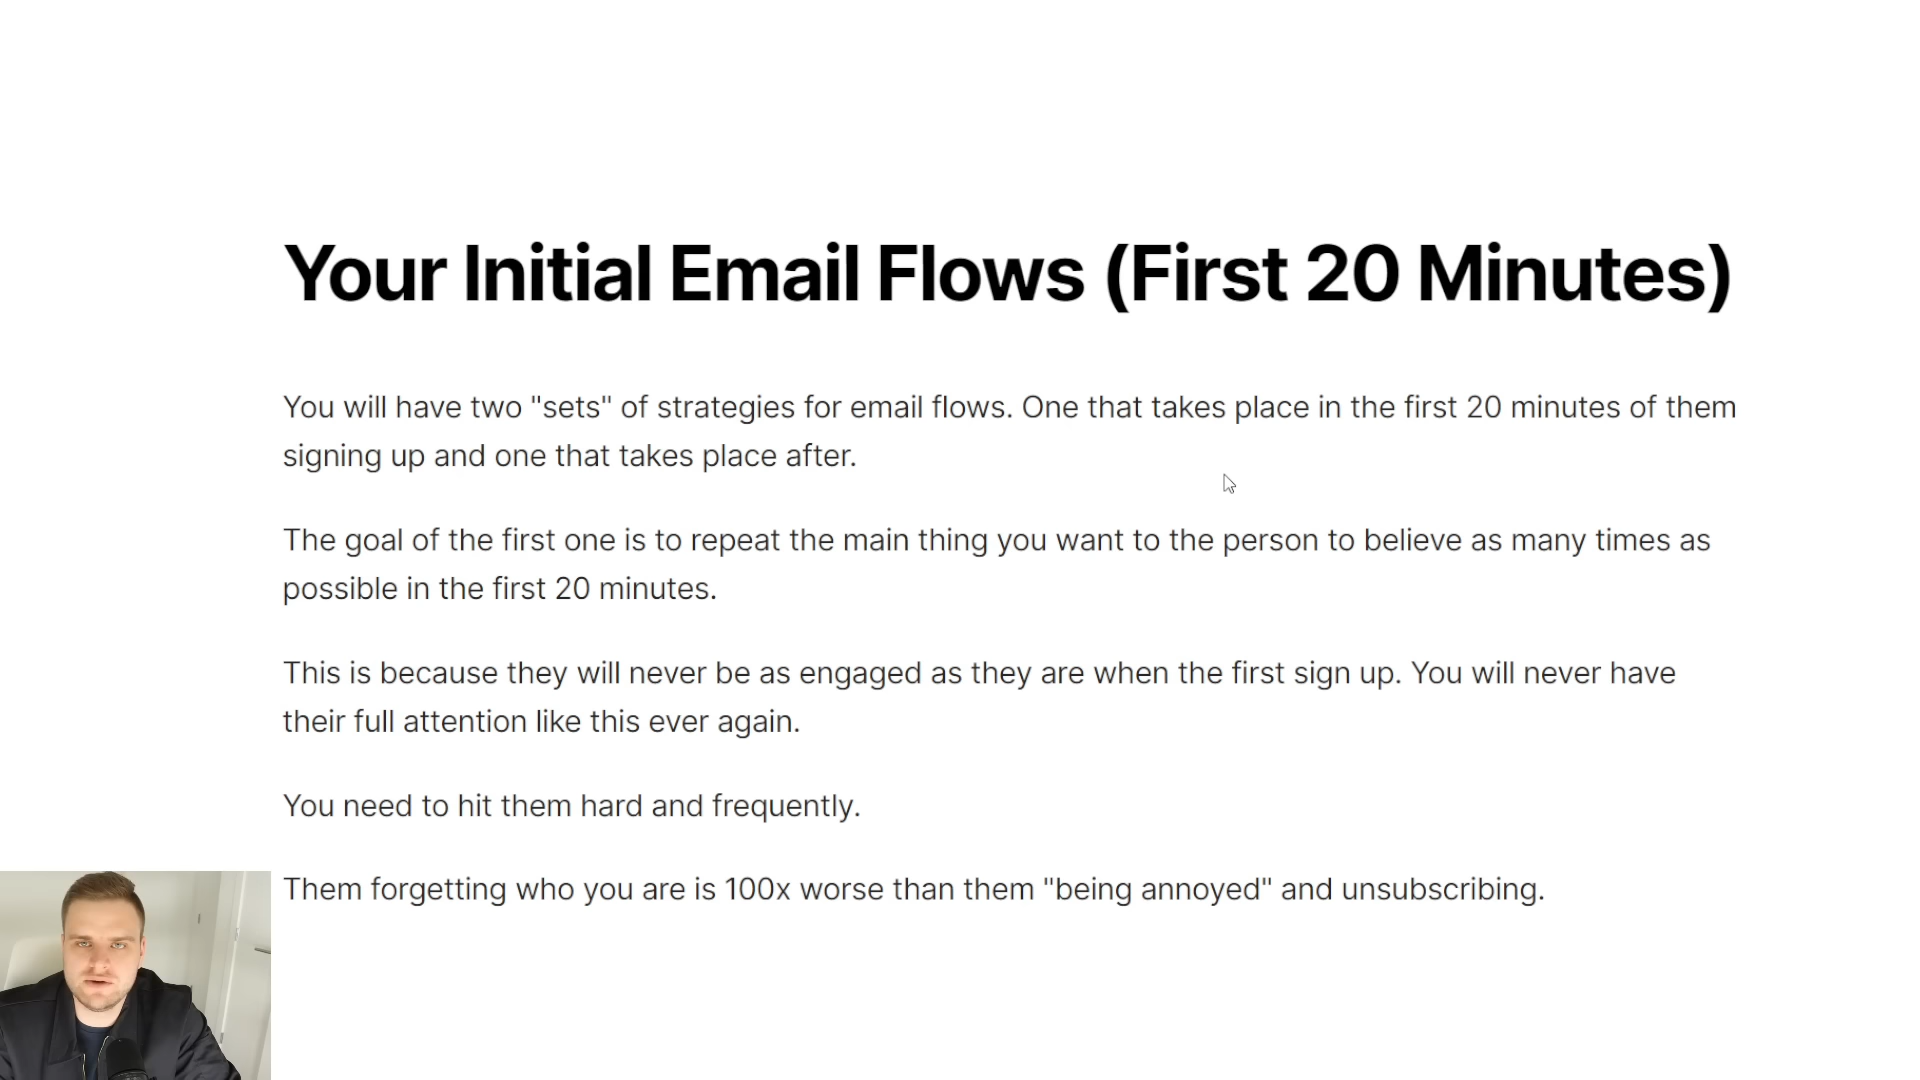 Your Initial Email Flows (First 20 Minutes)
You will have two "sets" of strategies for email flows. One that takes place in the first 20 minutes of them
signing up and one that takes place after.
The goal of the first one is to repeat the main thing you want to the person to believe as many times as
possible in the first 20 minutes.
This is because they will never be as engaged as they are when the first sign up. You will never have
their full attention like this ever again.
You need to hit them hard and frequently.
Them forgetting who you are is 100x worse than them "being annoyed" and unsubscribing.